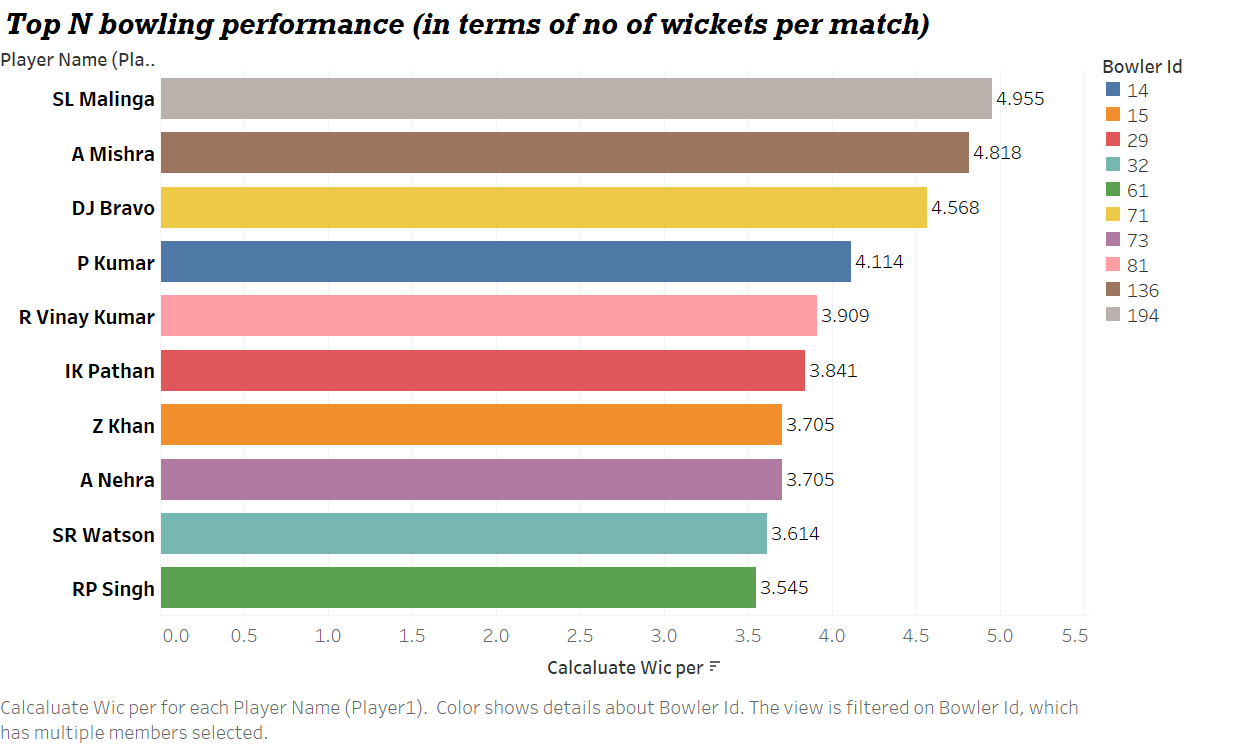 Top N bowling performance (in terms of no of wickets per match)
Player Name (Pla..
Bowler Id
SL Malinga 4.955
A Mishra 4.818
DJ Bravo 4.568
P Kumar 4.114
R Vinay Kumar 3.909
IK Pathan 3.841
Z Khan 3.705
A Nehra 3.705
SR Watson 3.614
RP Singh 3.545
14
15
29
32
61
71
73
81
136
194
0.0 0.5 1.0 1.5 2.0 2.5 3.0 3.5 4.0 4.5 5.0 5.5
Calcaluate Wic per
Calcaluate Wic per for each Player Name (Player1). Color shows details about Bowler Id. The view is filtered on Bowler Id, which
has multiple members selected.